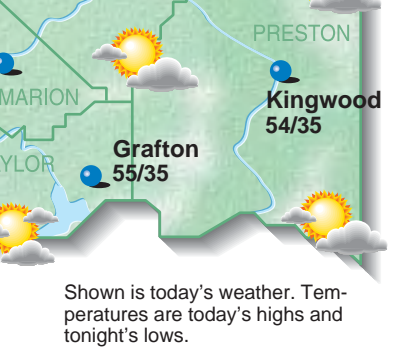 PRESTON
MARION
Kingwood
54/35
Grafton
55/35
YLOR
Shown is today's weather. Tem-
peratures are today's highs and
tonight's lows.